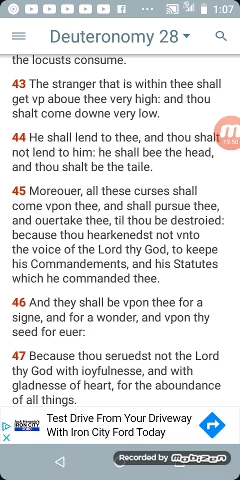 1:07
Deuteronomy 28
the locusts consume.
43 The stranger that is within thee shall
get vp aboue thee very high: and thou
shalt come downe very low.
44 He shall lend to thee, and thou shalt
not lend to him: he shall bee the head,
and thou shalt be the taile.
19:50
45 Moreouer, all these curses shall
come vpon thee, and shall pursue thee,
and ouertake thee, til thou be destroied:
because thou hearkenedst not vnto
the voice of the Lord thy God, to keepe
his Commandements, and his Statutes
which he commanded thee.
46 And they shall be vpon thee for a
signe, and for a wonder, and vpon thy
seed for euer:
47 Because thou seruedst not the Lord
thy God with ioyfulnesse, and with
gladnesse of heart, for the aboundance
of all things.
IRON CITY
Test Drive From Your Driveway
With Iron City Ford Today
Recorded by mobizen